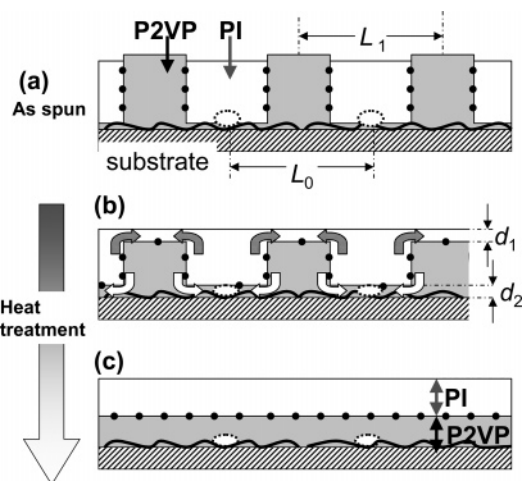 P2VP PI
L1
(a)
As spun
substrate
L0
(b)
d1
d2
Heat
treatment
(c)
PI
P2VP